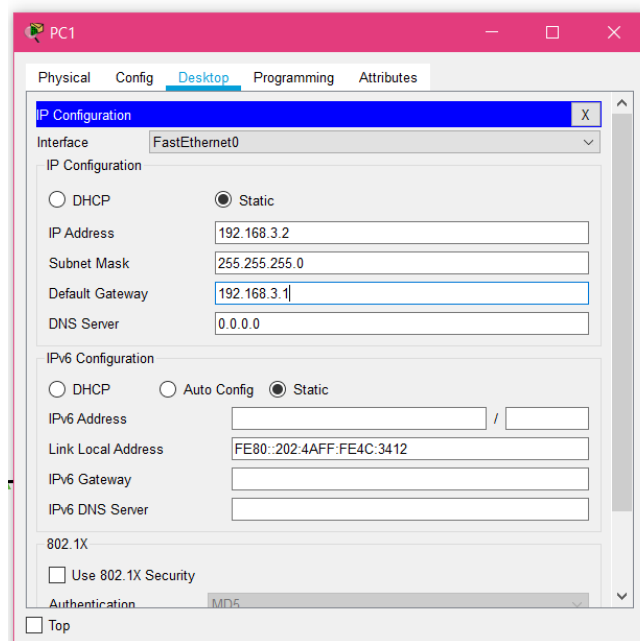 PC1
Physical Config Desktop Programming Attributes
IP Configuration X
Interface FastEthernet0
IP Configuration
DHCP Static
IP Address 192.168.3.2
Subnet Mask 255.255.255.0
Default Gateway 192.168.3.1
DNS Server 0.0.0.0
IPv6 Configuration
DHCP Auto Config Static
IPv6 Address /
Link Local Address FE80::202:4AFF:FE4C:3412
IPv6 Gateway
IPv6 DNS Server
802.1X
Use 802.1X Security
Authentication MD5
Top